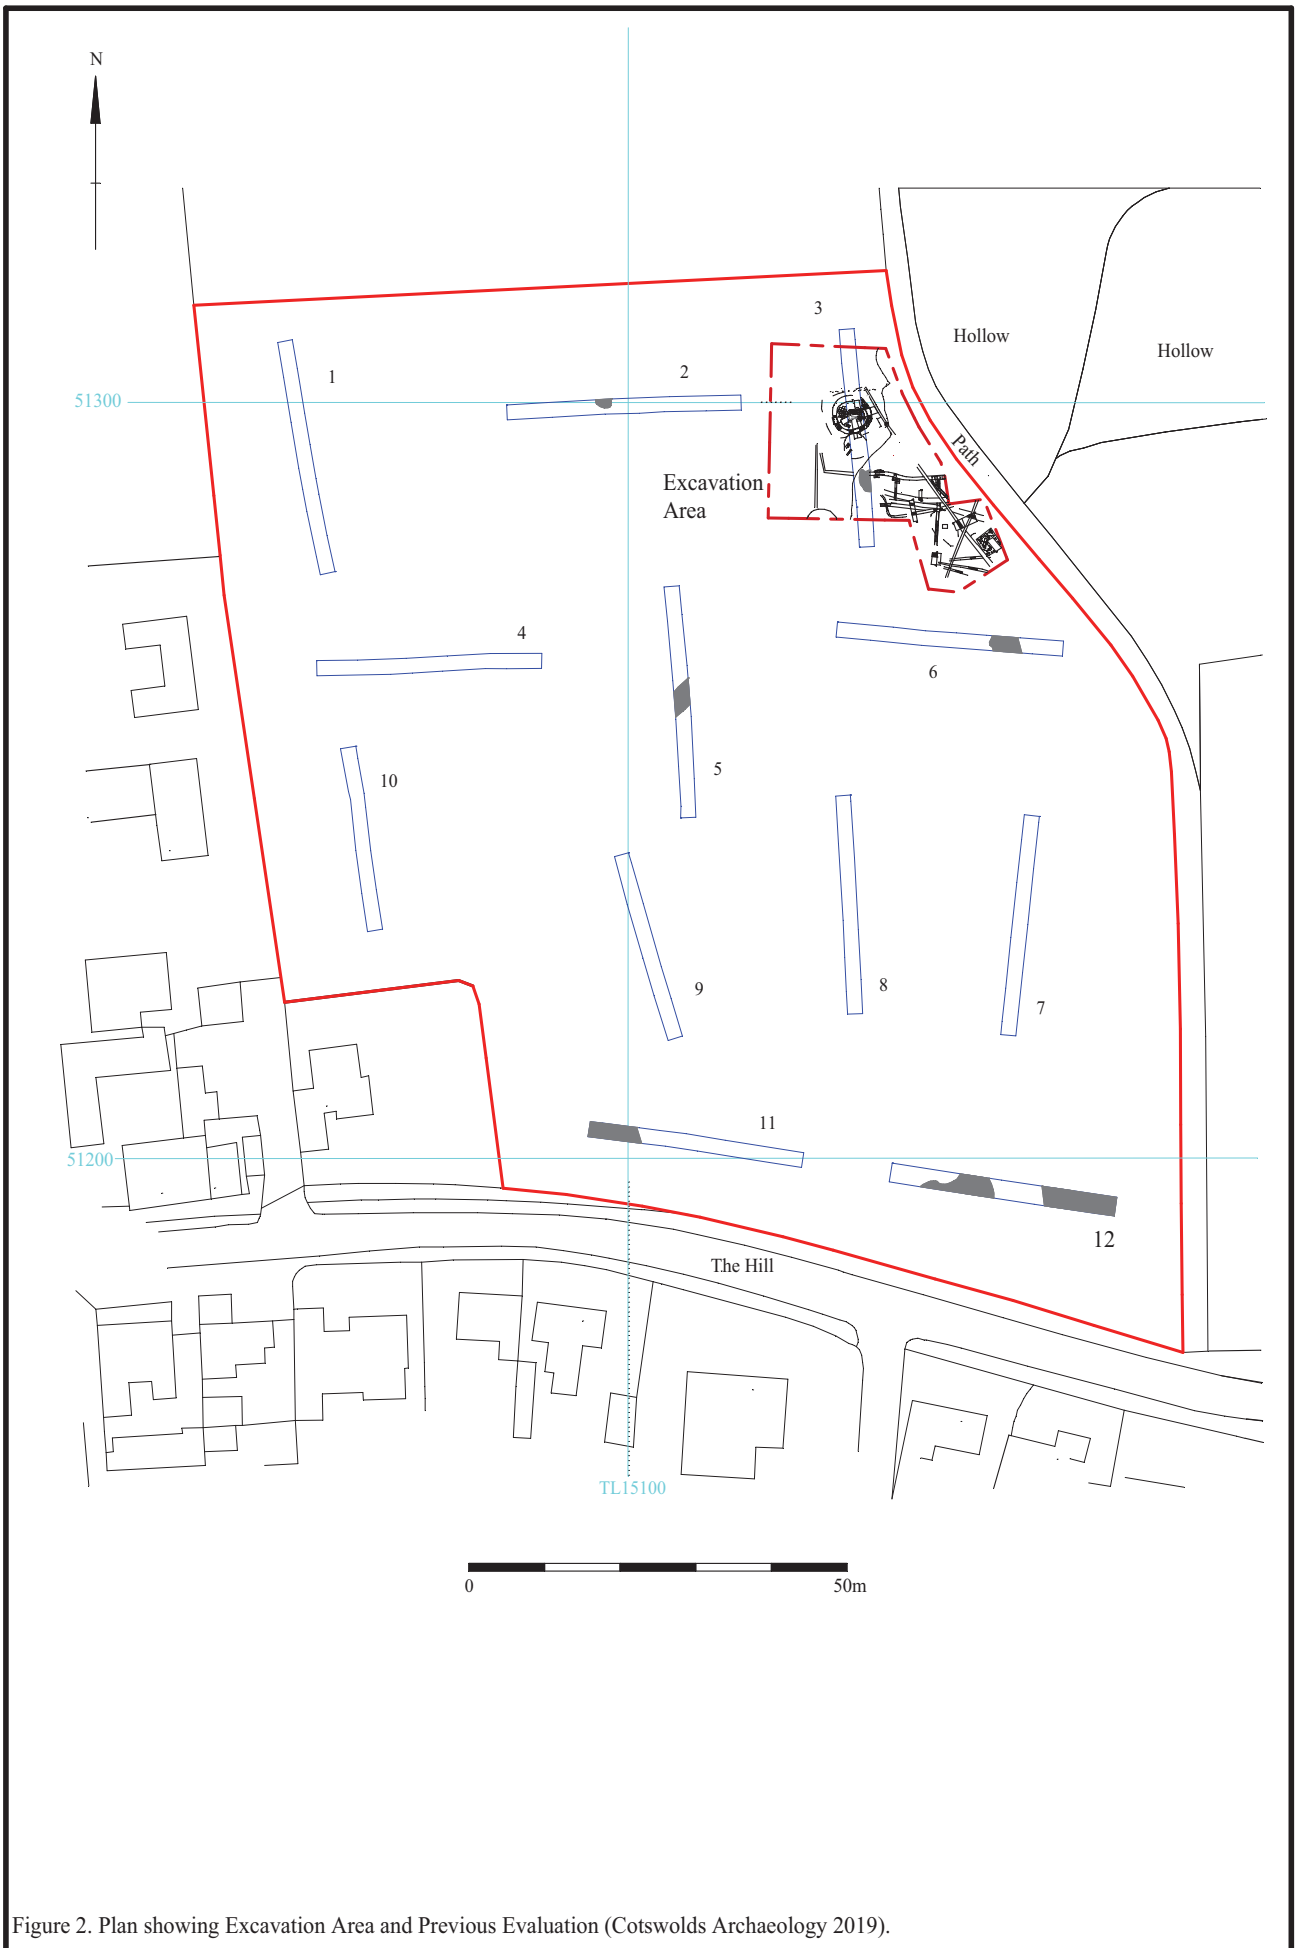 N
3
Hollow
Hollow
1
2
51300
Path
Excavation
Area
4
6
5
10
9
8
7
11
51200
12
The Hill
TL15100
0
50m
Figure 2. Plan showing Excavation Area and Previous Evaluation (Cotswolds Archaeology 2019).